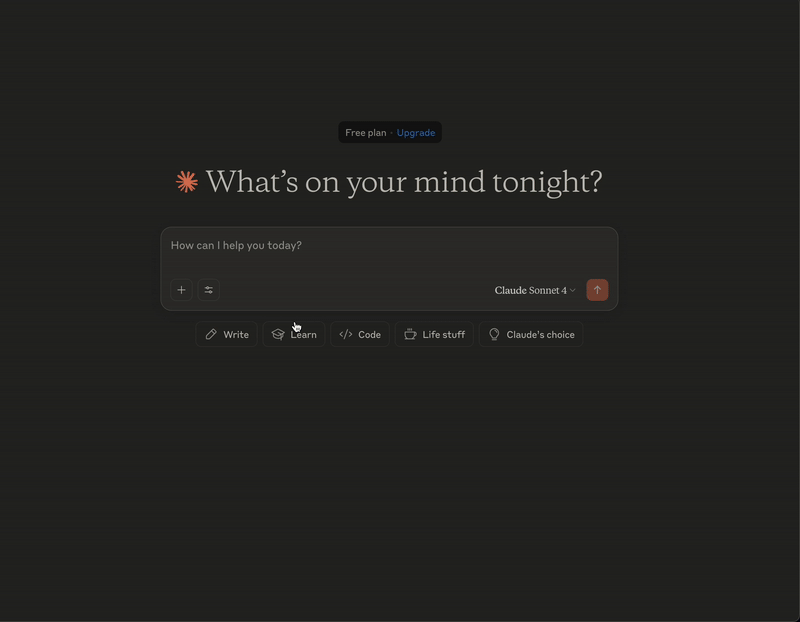 Free plan · Upgrade
What’s on your mind tonight?
How can I help you today?
Claude Sonnet 4
Write Learn Code Life stuff Claude's choice